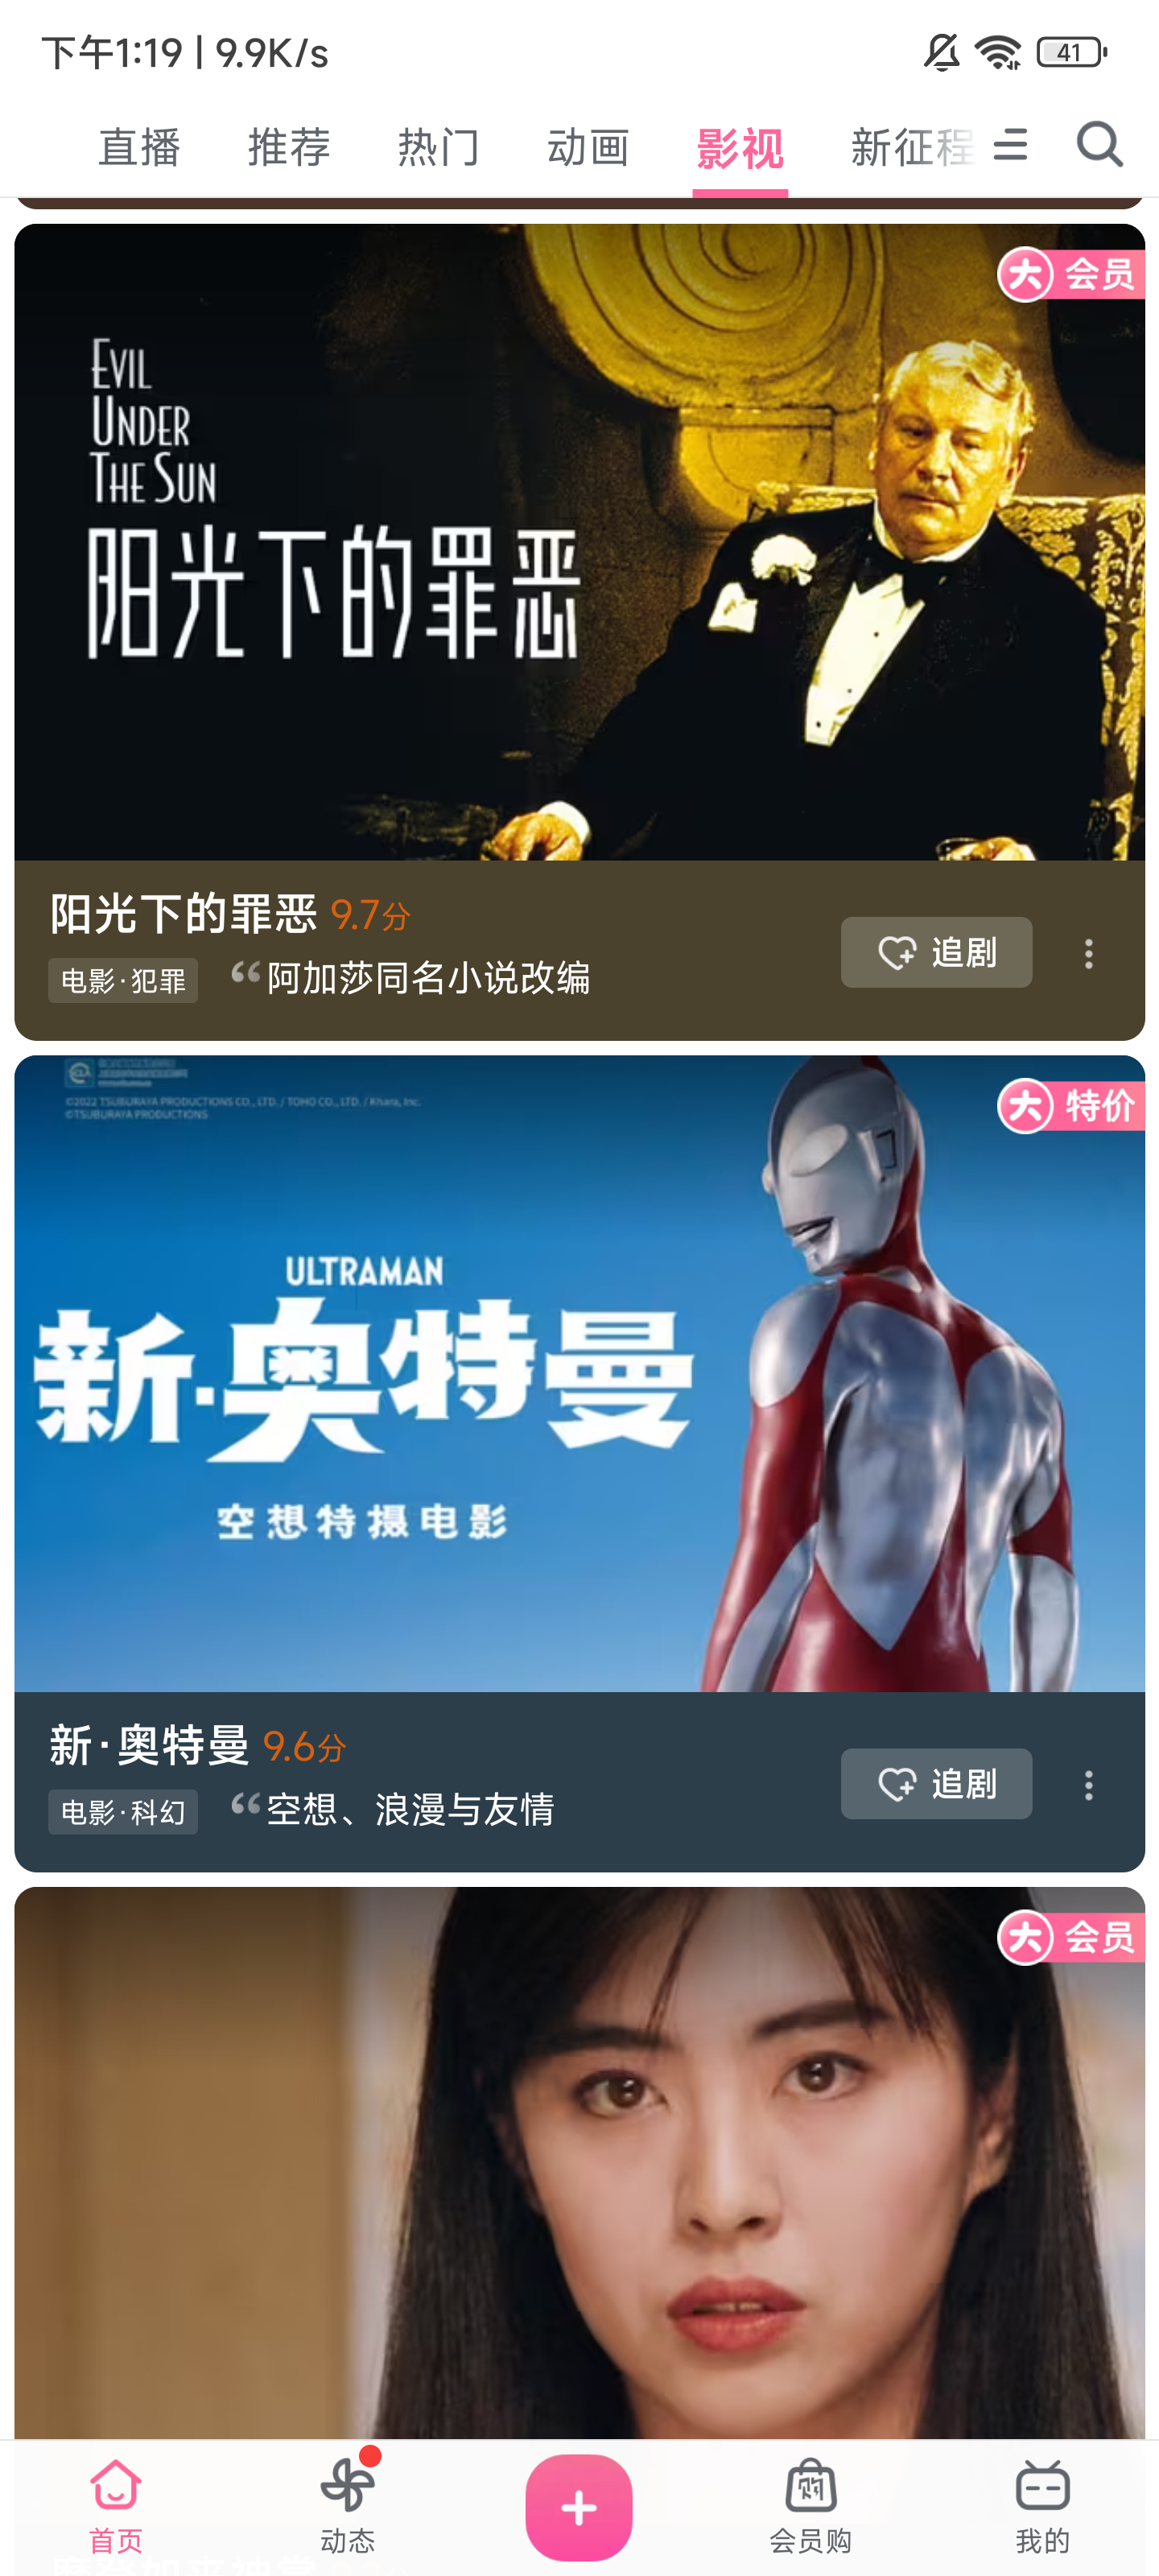 下午1:19 | 9.9K/s
41
直播 推荐 热门 动画 影视 新征程
大 会员
EVIL
UNDER
THE SUN
阳光下的罪恶
阳光下的罪恶 9.7分
电影·犯罪 “阿加莎同名小说改编
追剧
©2022 TSUBURAYA PRODUCTIONS CO., LTD. / TOHO CO., LTD. / Khara, Inc.
©TSUBURAYA PRODUCTIONS
大 特价
ULTRAMAN
新·奥特曼
空想特摄电影
新·奥特曼 9.6分
电影·科幻 “空想、浪漫与友情
追剧
大 会员
首页 动态 会员购 我的
购